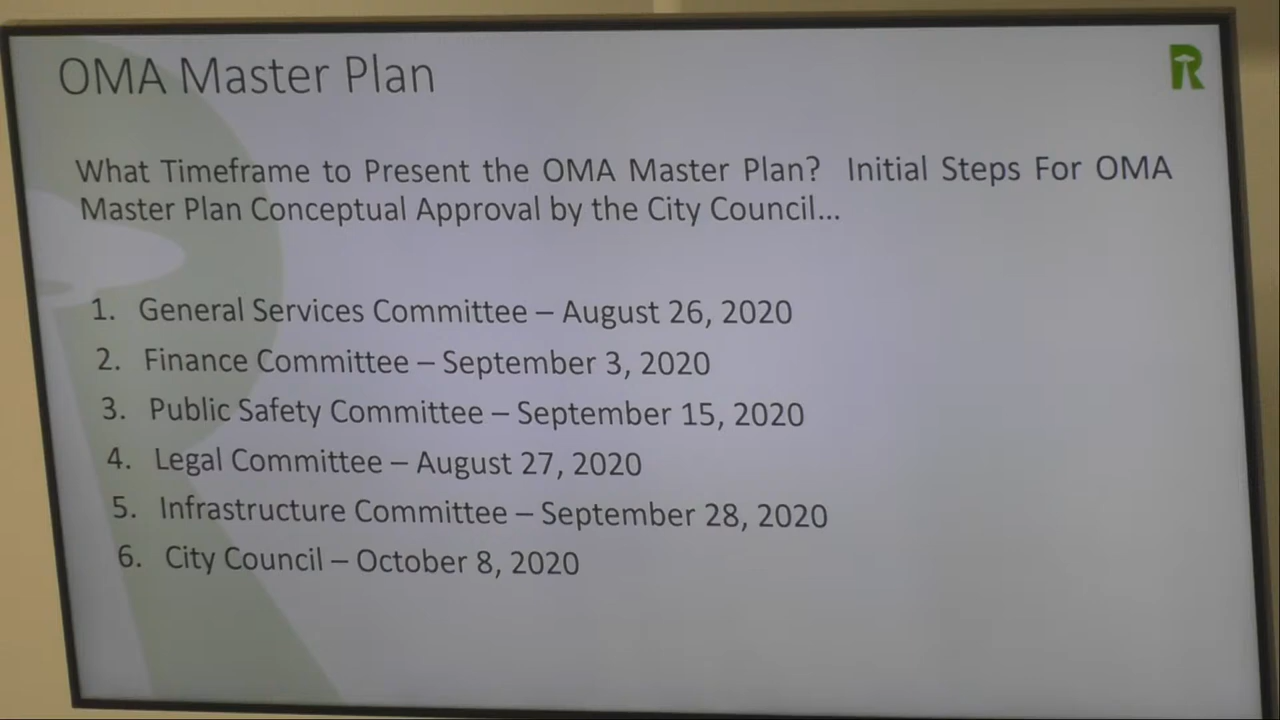 OMA Master Plan
R
What Timeframe to Present the OMA Master Plan? Initial Steps For OMA
Master Plan Conceptual Approval by the City Council...
1. General Services Committee – August 26, 2020
2. Finance Committee – September 3, 2020
3. Public Safety Committee – September 15, 2020
4. Legal Committee – August 27, 2020
5. Infrastructure Committee – September 28, 2020
6. City Council – October 8, 2020